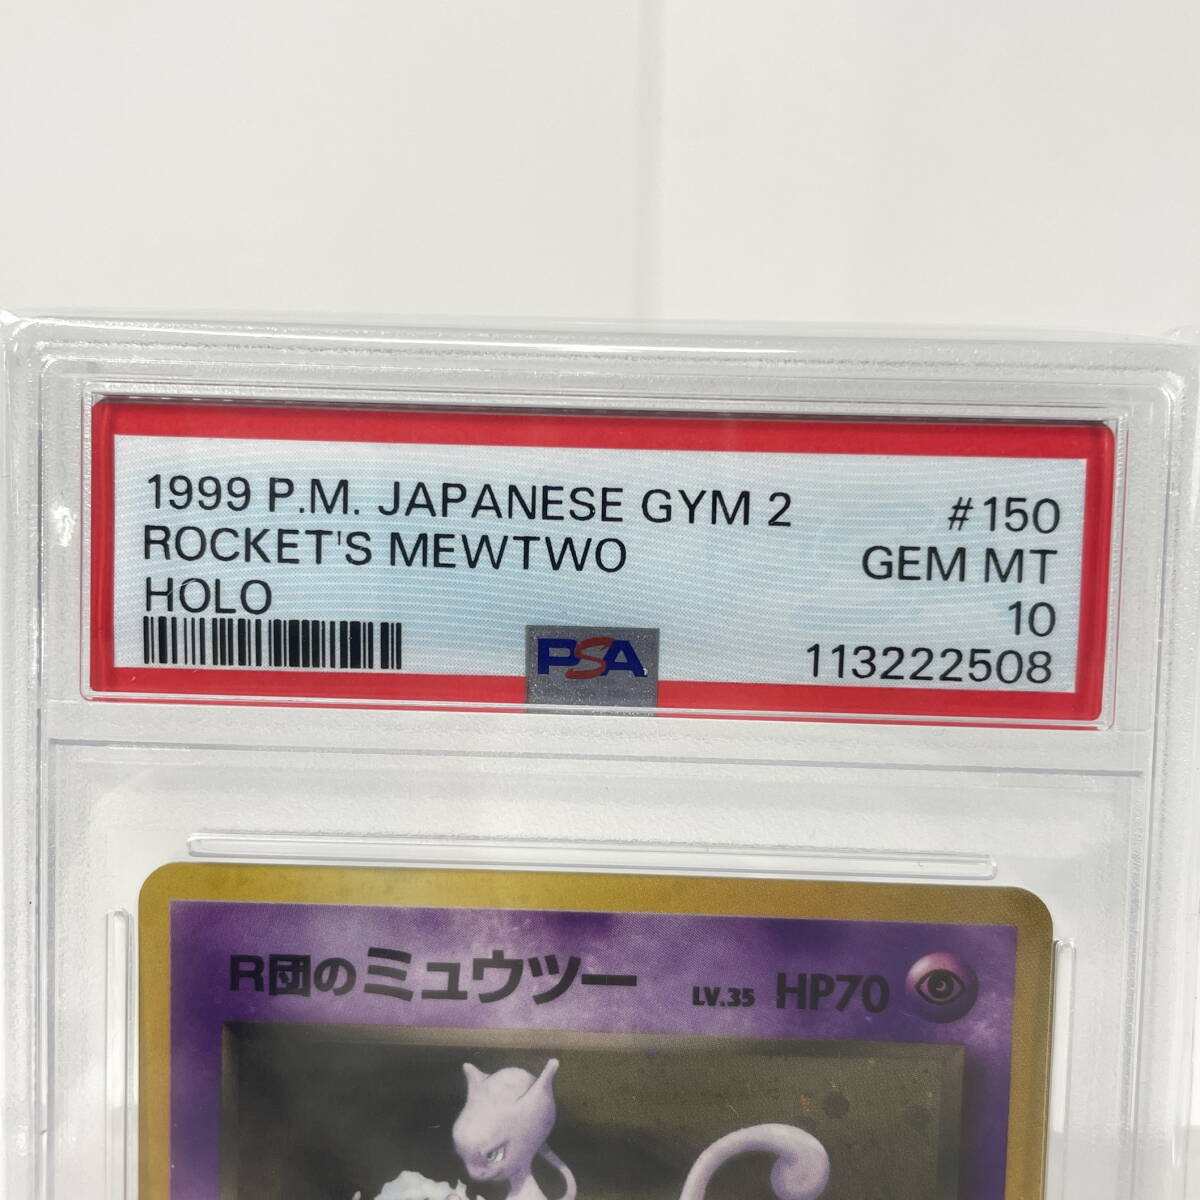 1999 P.M. JAPANESE GYM 2 #150
ROCKET'S MEWTWO GEM MT
HOLO 10
PSA 113222508
R団のミュウツー LV.35 HP70